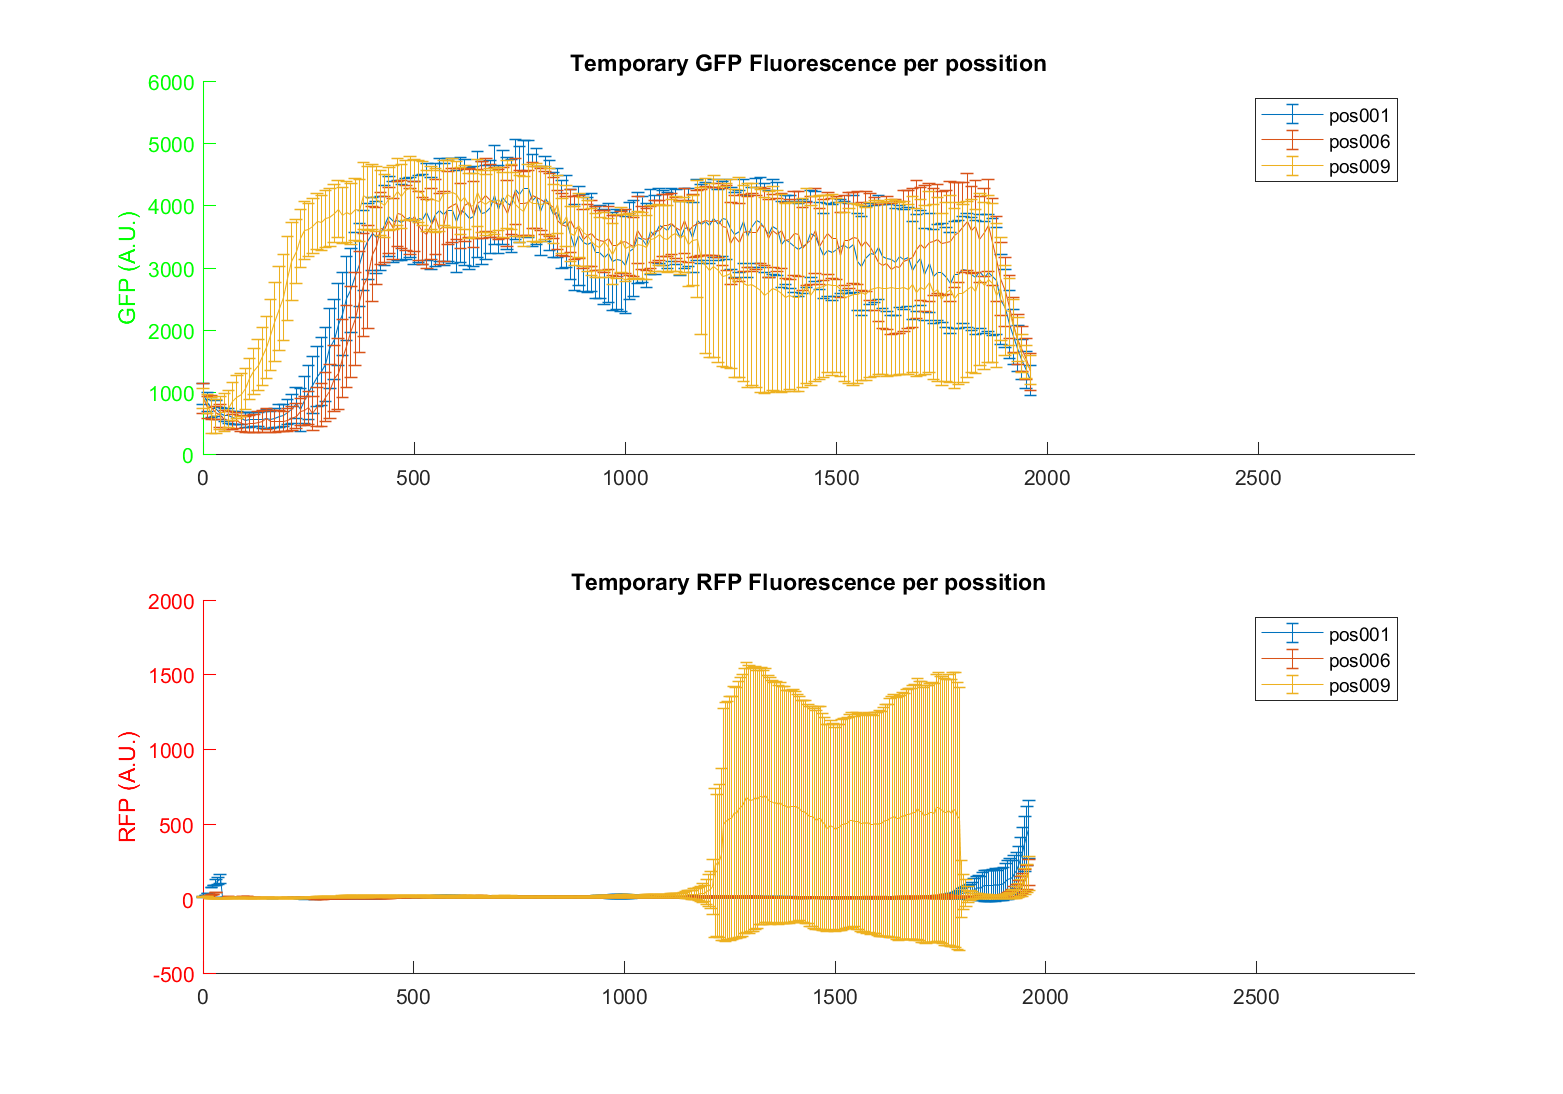 Temporary GFP Fluorescence per possition
6000
5000
4000
3000
2000
1000
0
GFP (A.U.)
0 500 1000 1500 2000 2500
pos001
pos006
pos009
Temporary RFP Fluorescence per possition
2000
1500
1000
500
0
-500
RFP (A.U.)
0 500 1000 1500 2000 2500
pos001
pos006
pos009